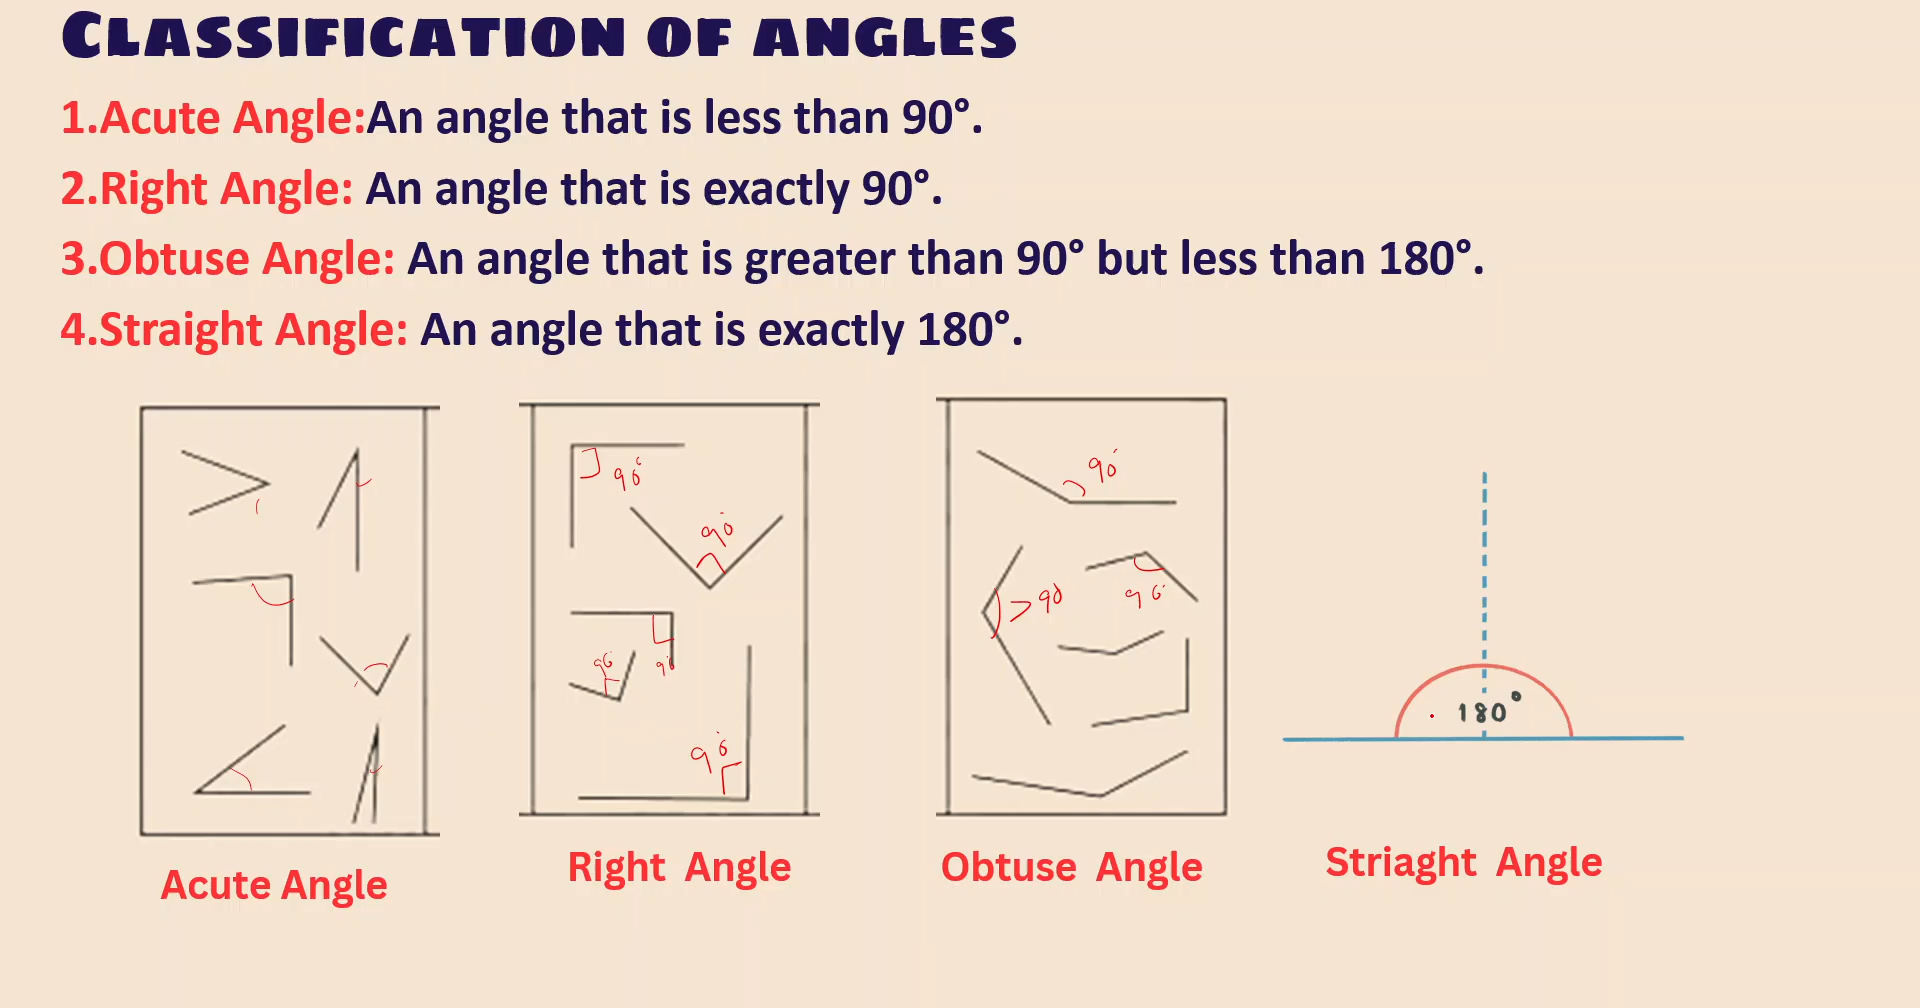 CLASSIFICATION OF ANGLES
1.Acute Angle:An angle that is less than 90°.
2.Right Angle: An angle that is exactly 90°.
3.Obtuse Angle: An angle that is greater than 90° but less than 180°.
4.Straight Angle: An angle that is exactly 180°.
90°
90°
90°
90°
90°
90°
>90
90°
180°
Acute Angle
Right Angle
Obtuse Angle
Striaght Angle